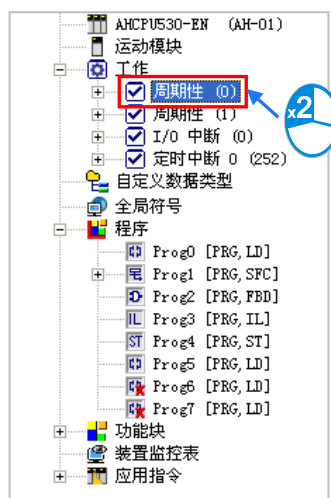 AHCPU530-EN (AH-01)
运动模块
工作
周期性 (0)
x2
周期性 (1)
I/O 中断 (0)
定时中断 0 (252)
自定义数据类型
全局符号
程序
Prog0 [PRG,LD]
Prog1 [PRG,SFC]
Prog2 [PRG,FBD]
IL Prog3 [PRG,IL]
ST Prog4 [PRG,ST]
Prog5 [PRG,LD]
Prog6 [PRG,LD]
Prog7 [PRG,LD]
功能块
装置监控表
应用指令